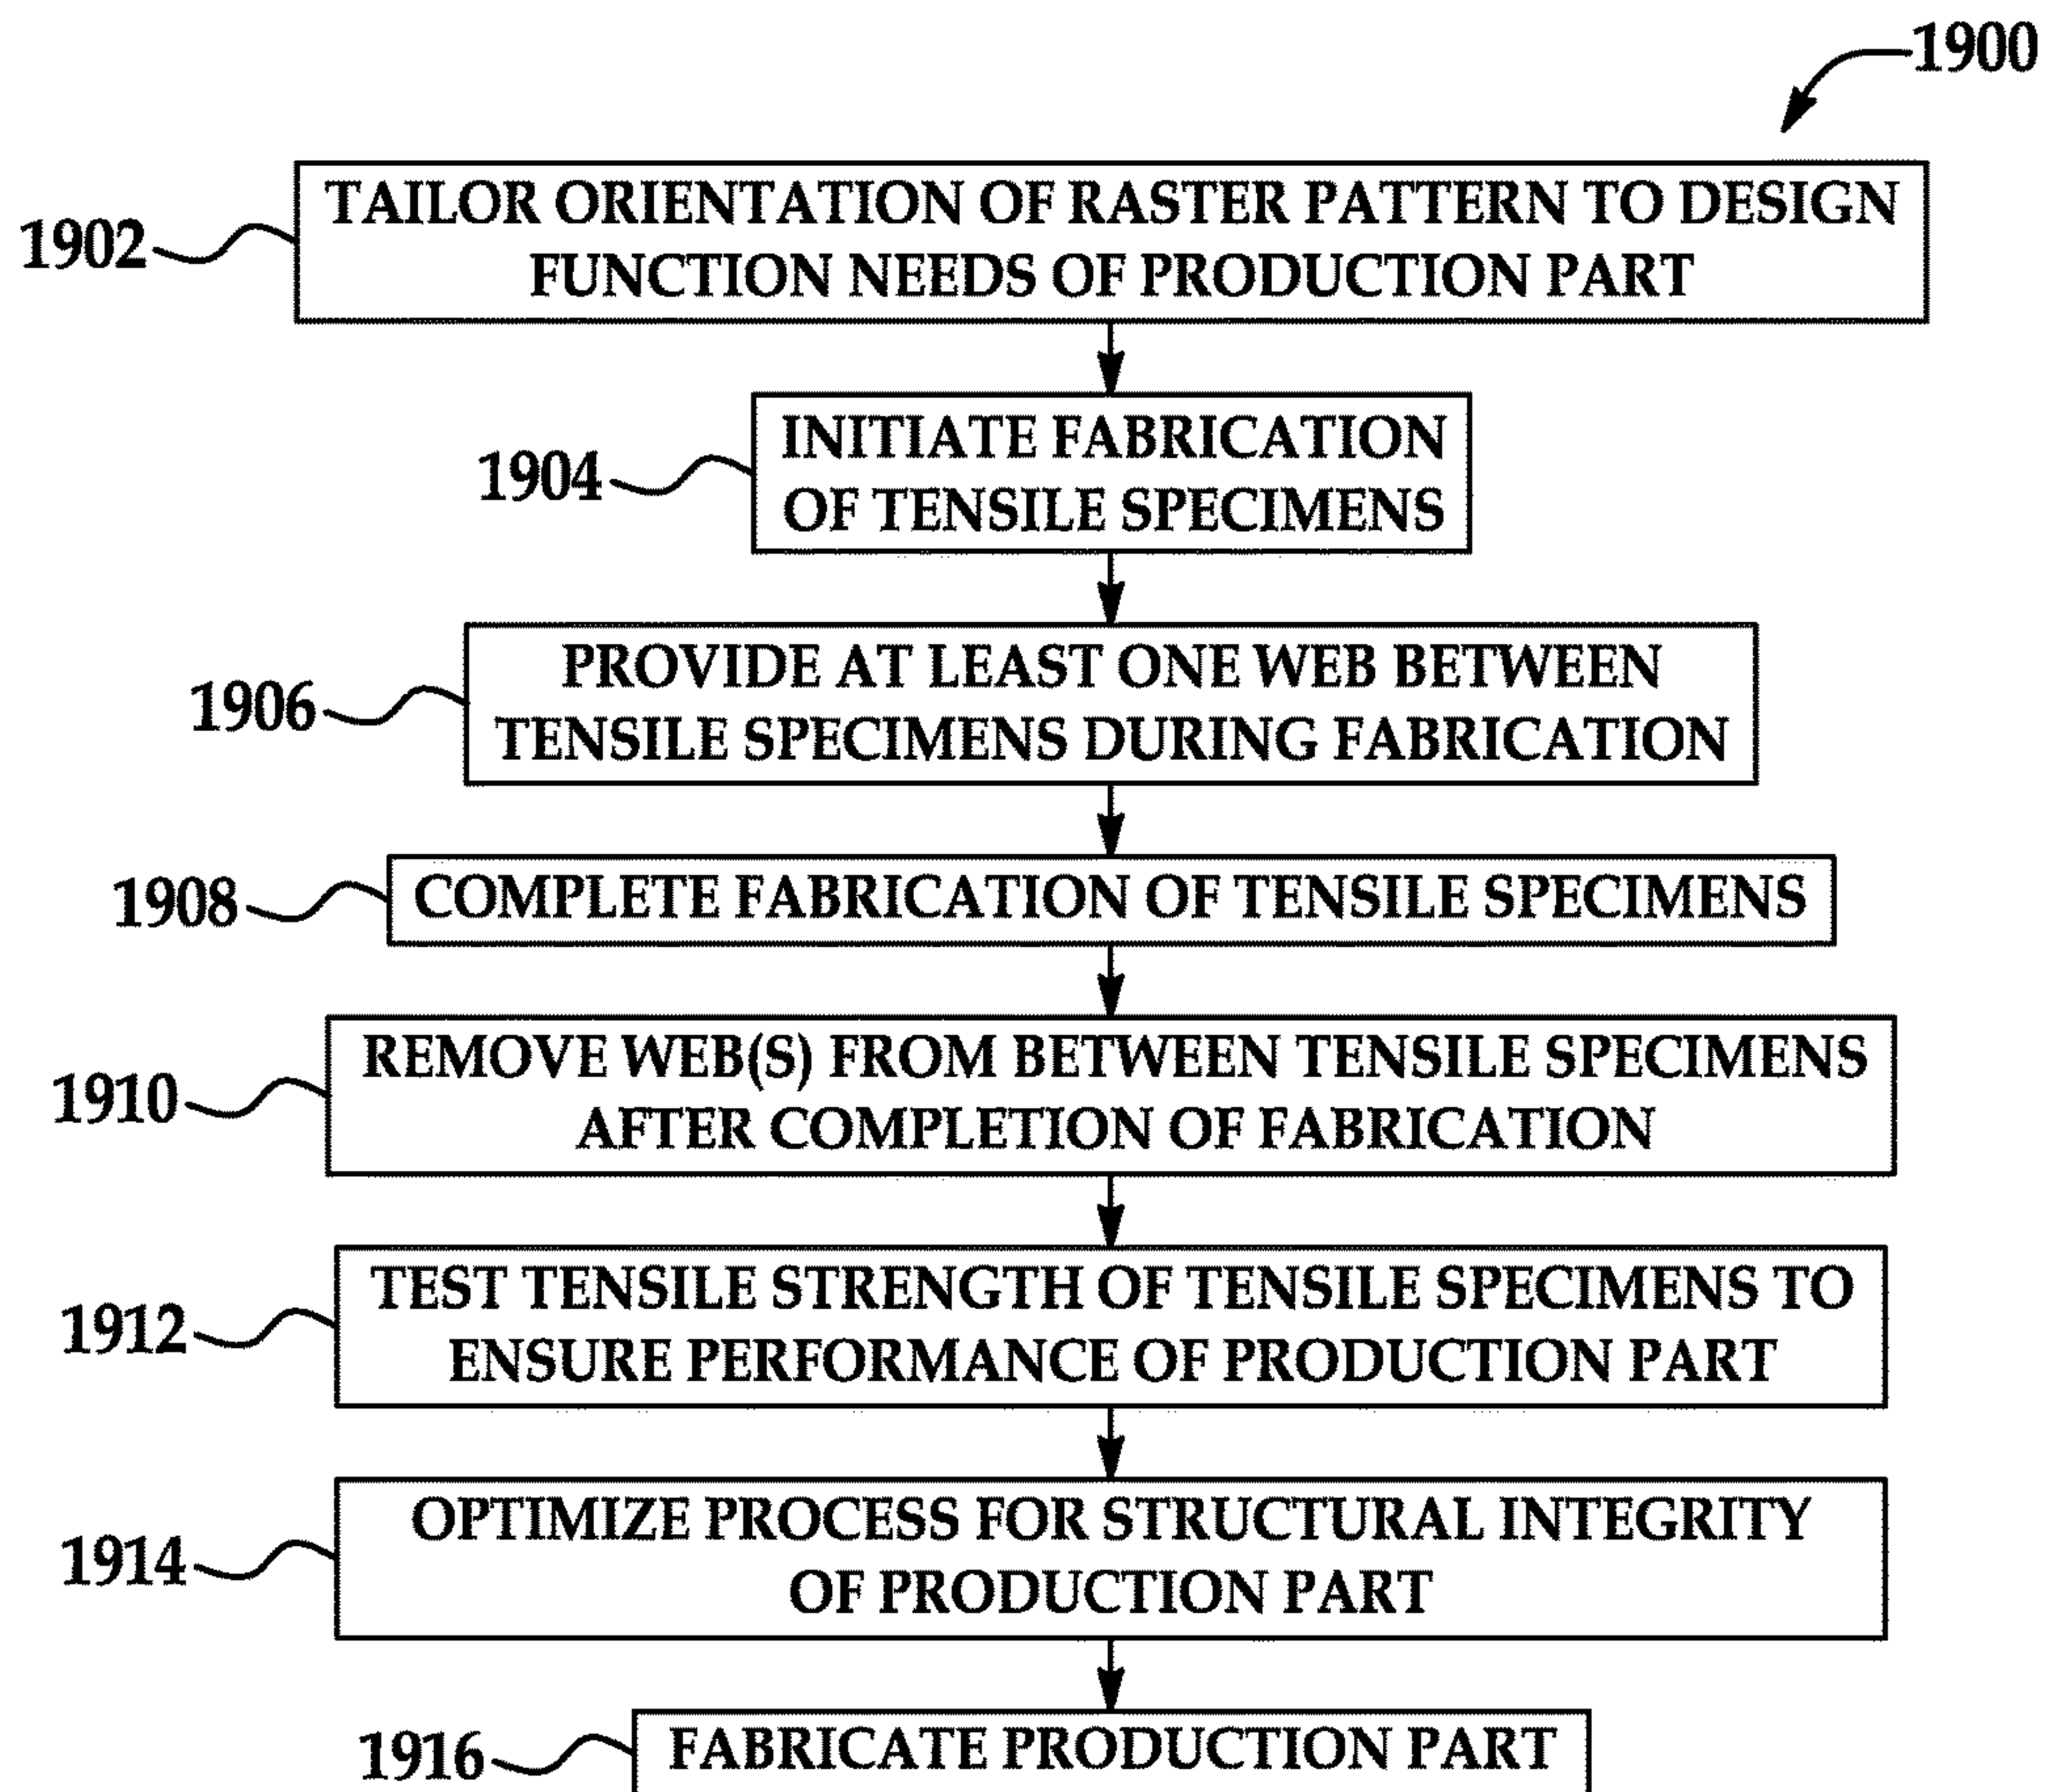 1900
1902
TAILOR ORIENTATION OF RASTER PATTERN TO DESIGN
FUNCTION NEEDS OF PRODUCTION PART
1904
INITIATE FABRICATION
OF TENSILE SPECIMENS
1906
PROVIDE AT LEAST ONE WEB BETWEEN
TENSILE SPECIMENS DURING FABRICATION
1908
COMPLETE FABRICATION OF TENSILE SPECIMENS
1910
REMOVE WEB(S) FROM BETWEEN TENSILE SPECIMENS
AFTER COMPLETION OF FABRICATION
1912
TEST TENSILE STRENGTH OF TENSILE SPECIMENS TO
ENSURE PERFORMANCE OF PRODUCTION PART
1914
OPTIMIZE PROCESS FOR STRUCTURAL INTEGRITY
OF PRODUCTION PART
1916
FABRICATE PRODUCTION PART